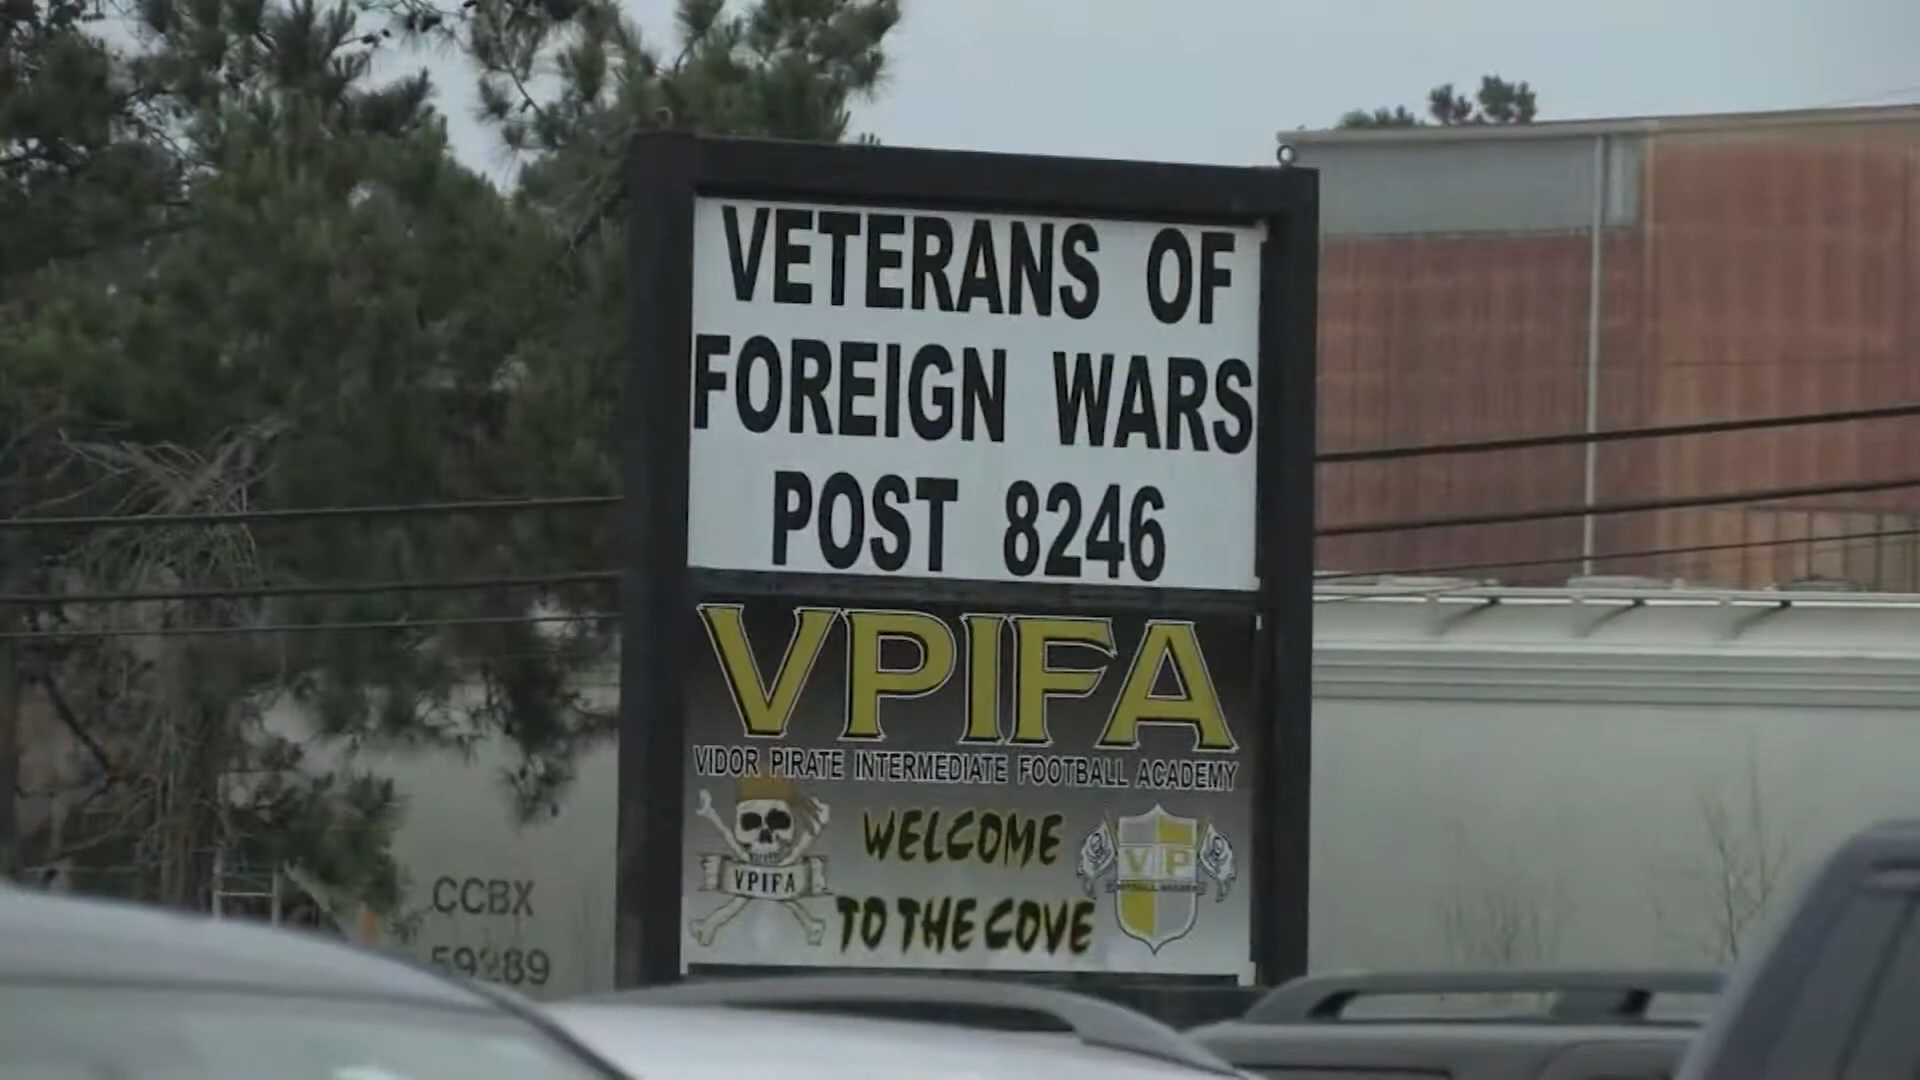 VETERANS OF
FOREIGN WARS
POST 8246
VPIFA
VIDOR PIRATE INTERMEDIATE FOOTBALL ACADEMY
WELCOME
TO THE COVE
VPIFA
VP
CCBX
59289